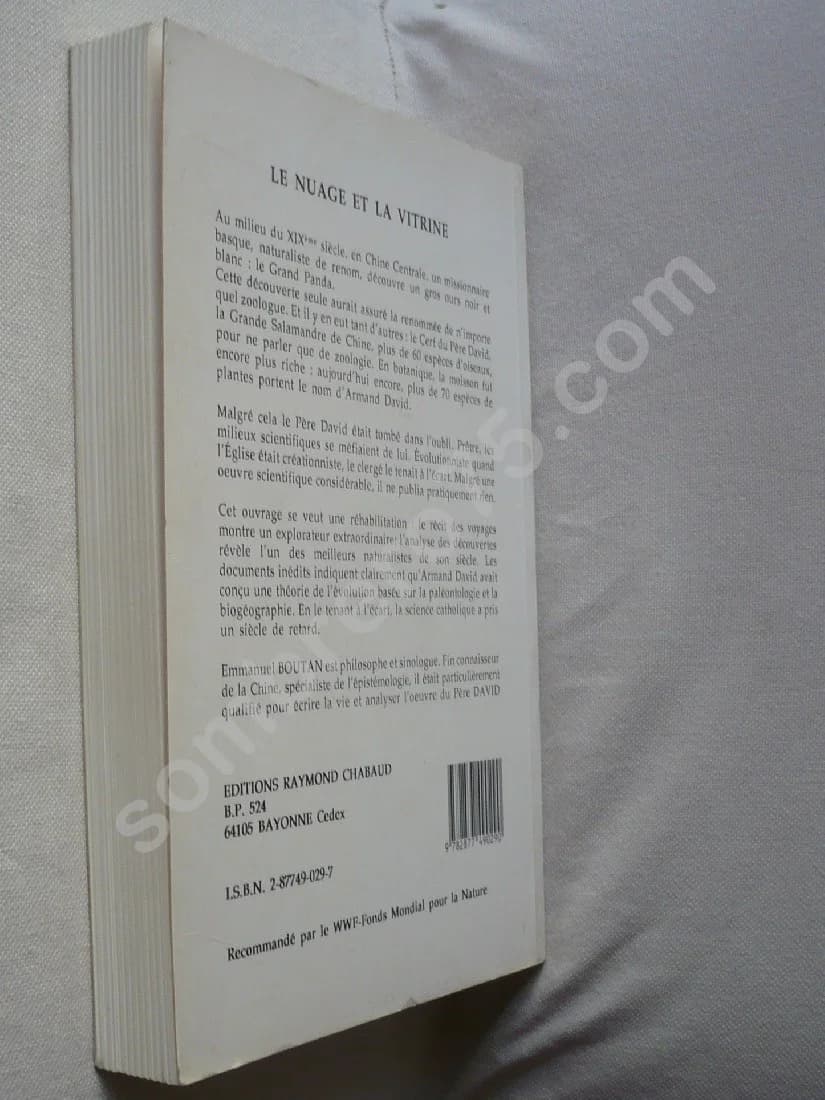 LE NUAGE ET LA VITRINE
Au milieu du XIXème siècle, en Chine Centrale, un missionnaire
basque, naturaliste de renom, découvre un gros ours noir et
blanc : le Grand Panda.
Cette découverte seule aurait assuré la renommée de n'importe
quel zoologue. Et il y en eut tant d'autres : le Cerf du Père David,
la Grande Salamandre de Chine, plus de 60 espèces d'oiseaux,
pour ne parler que de zoologie. En botanique, la moisson fut
encore plus riche : aujourd'hui encore, plus de 70 espèces de
plantes portent le nom d'Armand David.
Malgré cela le Père David était tombé dans l'oubli. Prêtre, les
milieux scientifiques se méfiaient de lui. Évolutionniste quand
l'Église était créationniste, le clergé le tenait à l'écart. Malgré une
oeuvre scientifique considérable, il ne publia pratiquement rien.
Cet ouvrage se veut une réhabilitation : le récit des voyages
montre un explorateur extraordinaire; l'analyse des découvertes
révèle l'un des meilleurs naturalistes de son siècle. Les
documents inédits indiquent clairement qu'Armand David avait
conçu une théorie de l'évolution basée sur la paléontologie et la
biogéographie. En le tenant à l'écart, la science catholique a pris
un siècle de retard.
Emmanuel BOUTAN est philosophe et sinologue. Fin connaisseur
de la Chine, spécialiste de l'épistémologie, il était particulièrement
qualifié pour écrire la vie et analyser l'oeuvre du Père DAVID
EDITIONS RAYMOND CHABAUD
B.P. 524
64105 BAYONNE Cedex
9 782877 490290
I.S.B.N. 2-87749-029-7
Recommandé par le WWF-Fonds Mondial pour la Nature